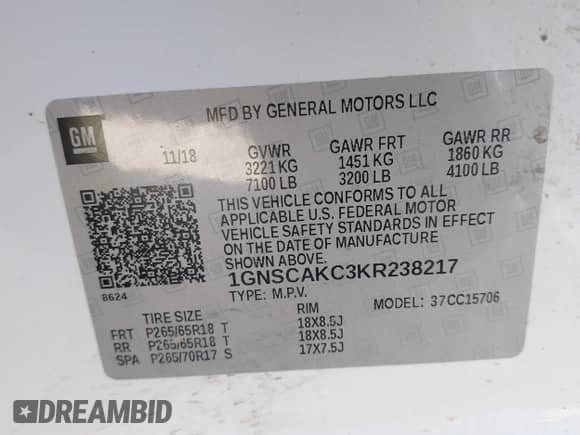 MFD BY GENERAL MOTORS LLC
GM
11/18 GVWR GAWR FRT GAWR RR
3221 KG 1451 KG 1860 KG
7100 LB 3200 LB 4100 LB
THIS VEHICLE CONFORMS TO ALL
APPLICABLE U.S. FEDERAL MOTOR
VEHICLE SAFETY STANDARDS IN EFFECT
ON THE DATE OF MANUFACTURE
SHOWN ABOVE.
1GNSCAKC3KR238217
8624
TYPE: M.P.V. MODEL: 37CC15706
TIRE SIZE RIM
FRT P265/65R18 T 18X8.5J
RR P265/65R18 T 18X8.5J
SPA P265/70R17 S 17X7.5J
DREAMBID